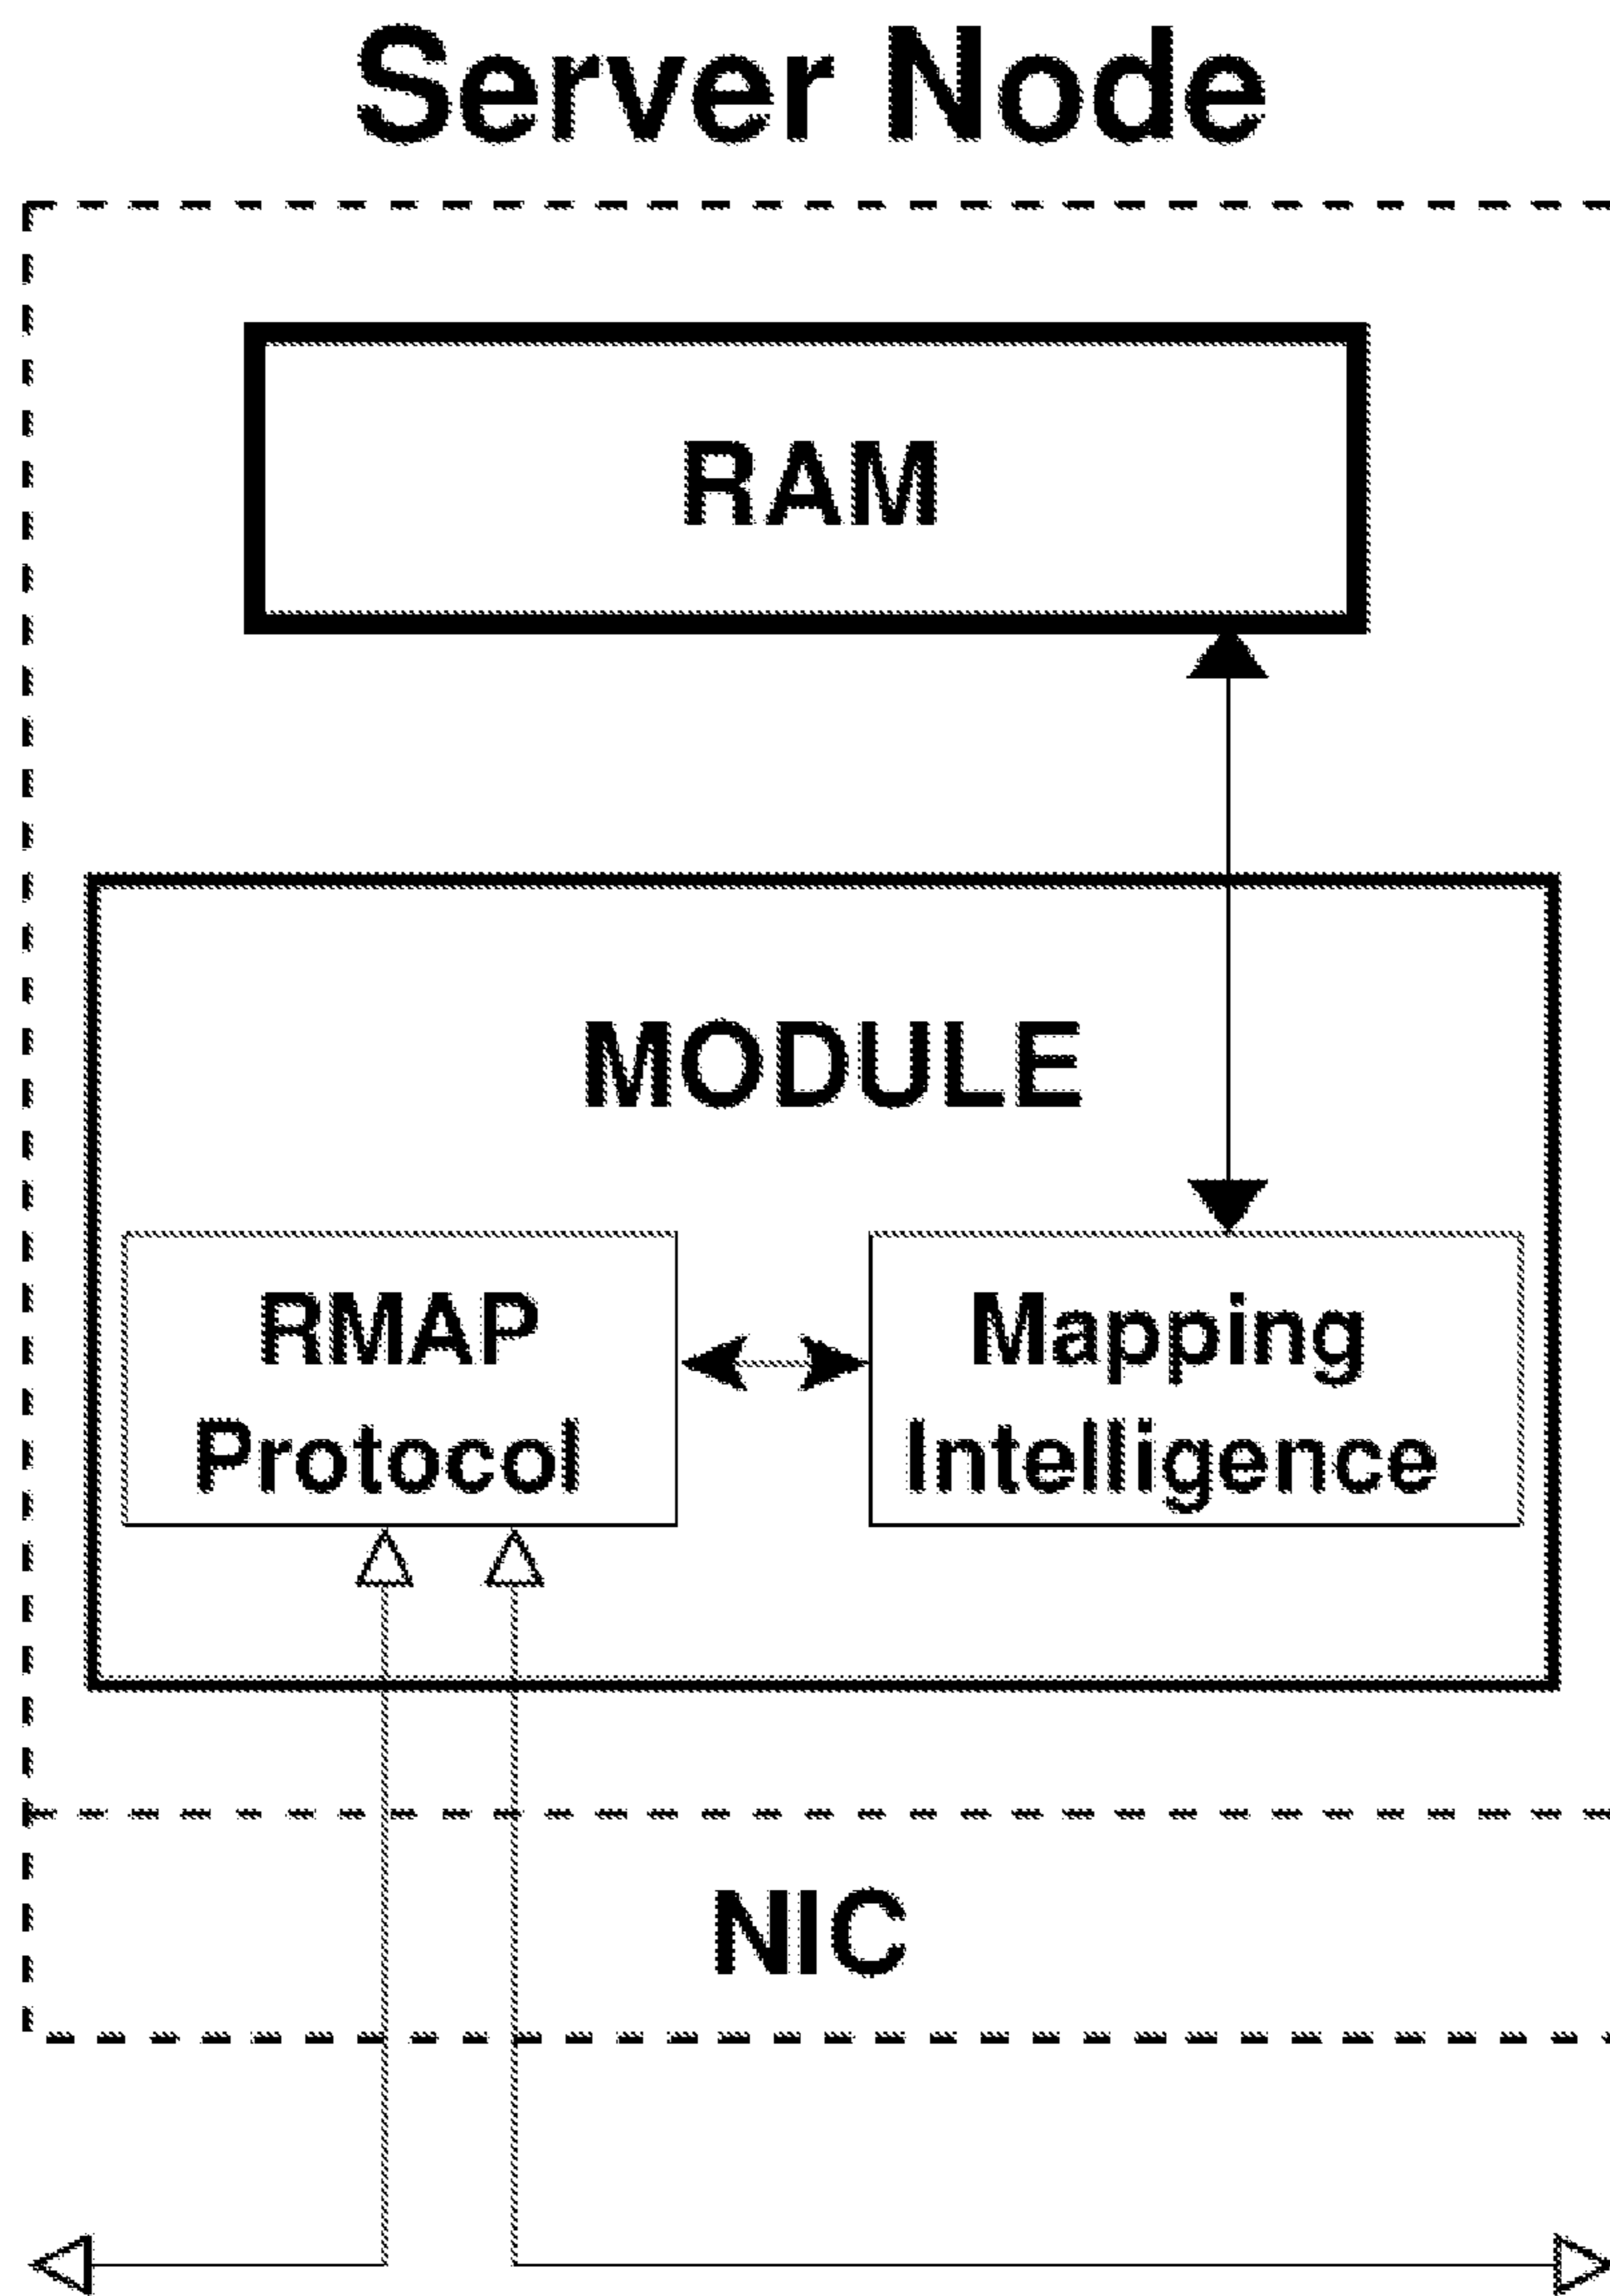 Server Node
RAM
MODULE
RMAP
Protocol
Mapping
Intelligence
NIC